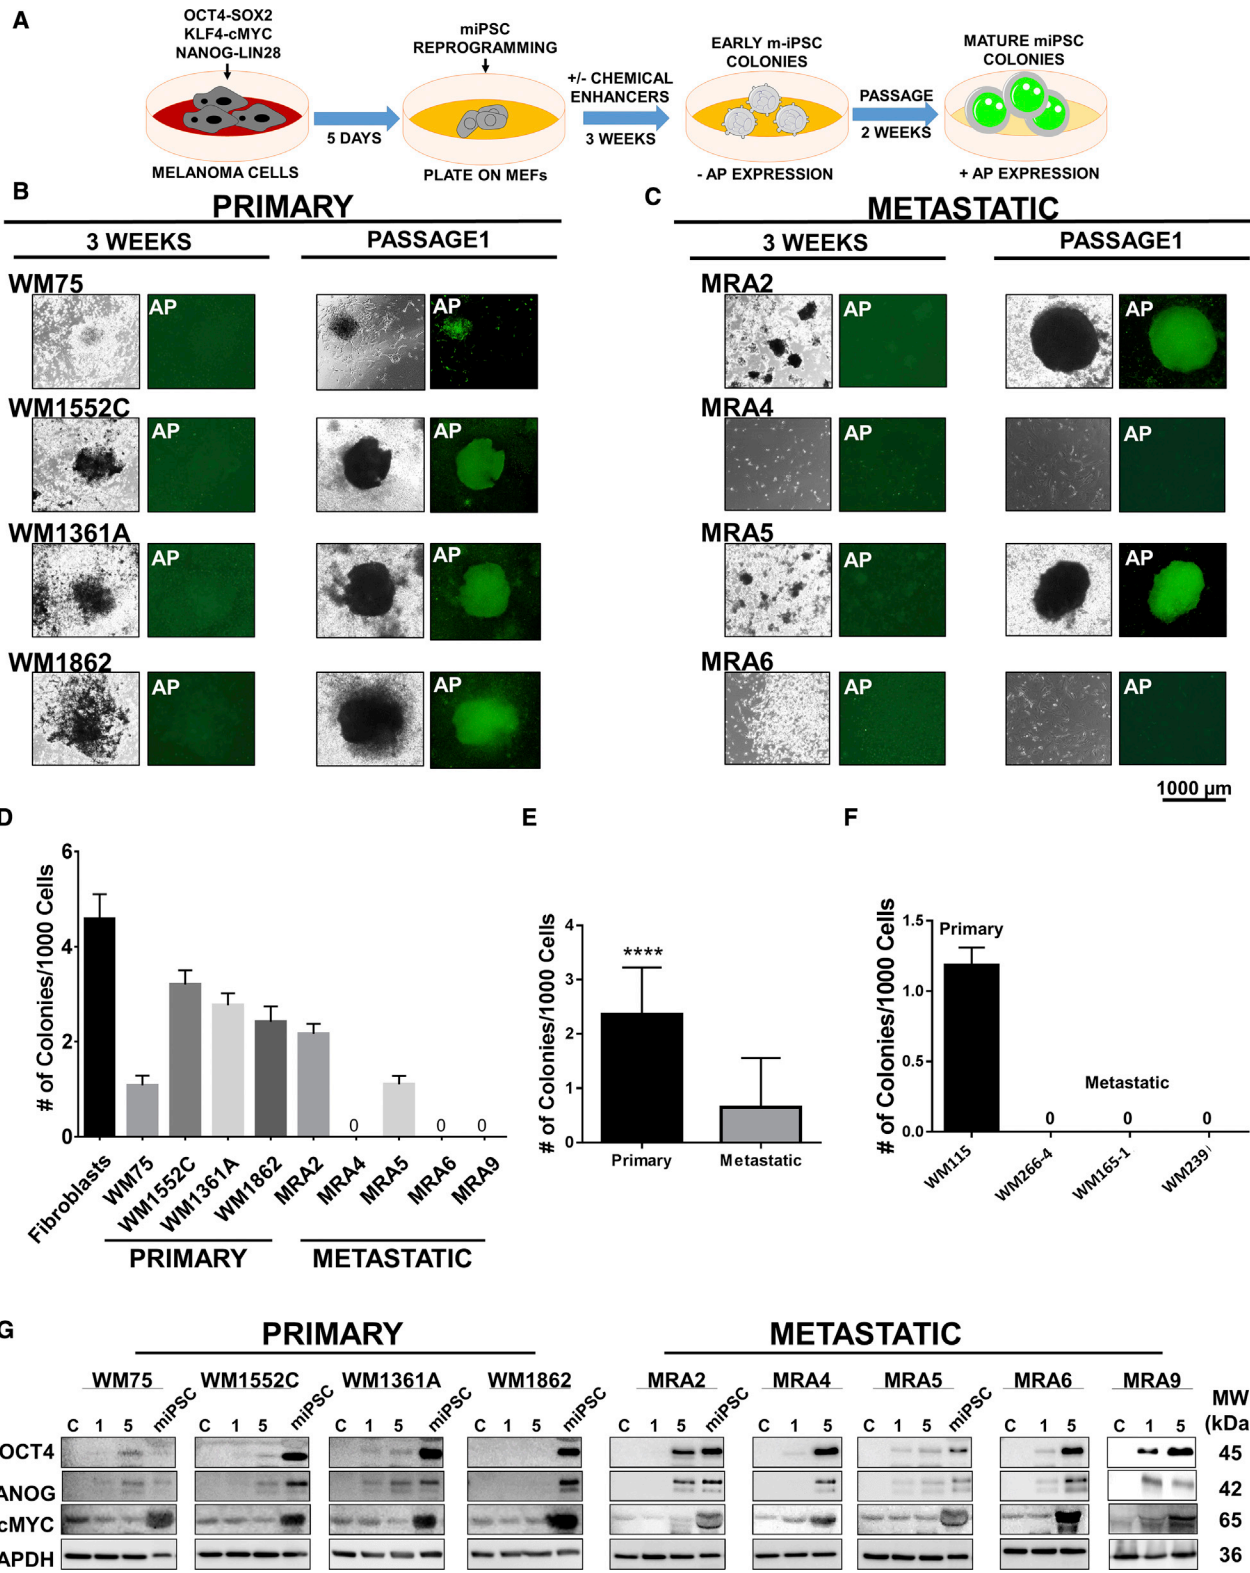 A
OCT4-SOX2
KLF4-cMYC
NANOG-LIN28
miPSC
REPROGRAMMING
+/- CHEMICAL
ENHANCERS
EARLY m-iPSC
COLONIES
PASSAGE
MATURE miPSC
COLONIES
5 DAYS
3 WEEKS
2 WEEKS
MELANOMA CELLS
PLATE ON MEFs
- AP EXPRESSION
+ AP EXPRESSION
B
PRIMARY
3 WEEKS
PASSAGE1
WM75
AP
AP
WM1552C
AP
AP
WM1361A
AP
AP
WM1862
AP
AP
C
METASTATIC
3 WEEKS
PASSAGE1
MRA2
AP
AP
MRA4
AP
AP
MRA5
AP
AP
MRA6
AP
AP
1000 µm
D
# of Colonies/1000 Cells
6
4
2
0
0
0
0
Fibroblasts
WM75
WM1552C
WM1361A
WM1862
MRA2
MRA4
MRA5
MRA6
MRA9
PRIMARY
METASTATIC
E
# of Colonies/1000 Cells
4
3
2
1
0
****
Primary
Metastatic
F
# of Colonies/1000 Cells
1.5
1.0
0.5
0.0
Primary
Metastatic
0
0
0
WM115
WM266-4
WM165-1
WM239
G
PRIMARY
METASTATIC
WM75
WM1552C
WM1361A
WM1862
MRA2
MRA4
MRA5
MRA6
MRA9
MW
(kDa
C 1 5 miPSC
C 1 5 miPSC
C 1 5 miPSC
C 1 5 miPSC
C 1 5 miPSC
C 1 5
C 1 5 miPSC
C 1 5
C 1 5
OCT4
45
ANOG
42
cMYC
65
APDH
36